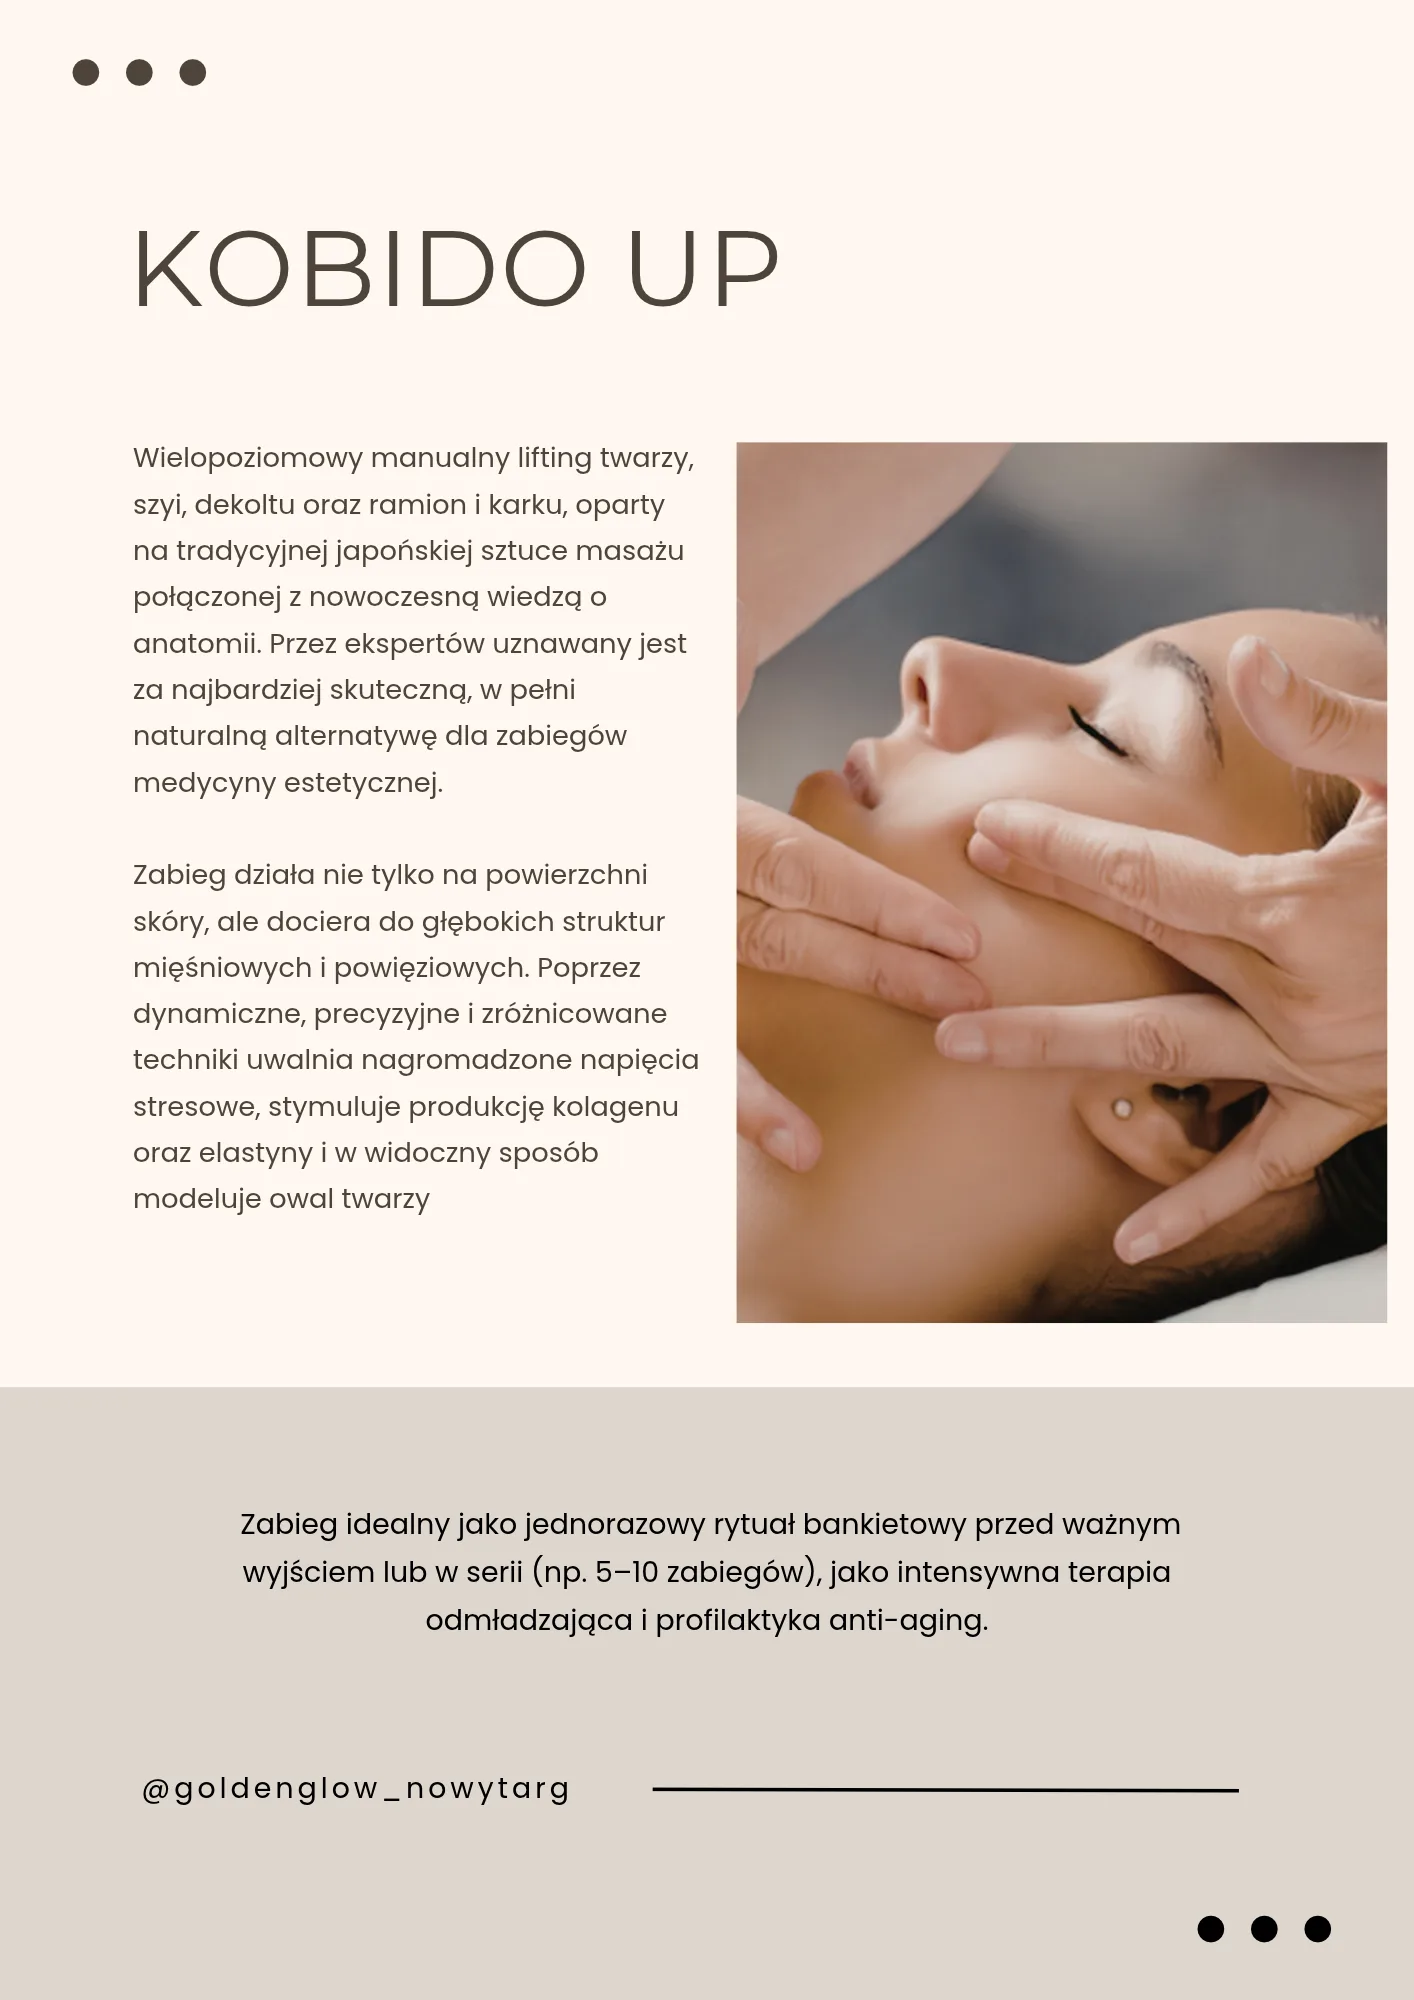 KOBIDO UP
Wielopoziomowy manualny lifting twarzy,
szyi, dekoltu oraz ramion i karku, oparty
na tradycyjnej japońskiej sztuce masażu
połączonej z nowoczesną wiedzą o
anatomii. Przez ekspertów uznawany jest
za najbardziej skuteczną, w pełni
naturalną alternatywę dla zabiegów
medycyny estetycznej.
Zabieg działa nie tylko na powierzchni
skóry, ale dociera do głębokich struktur
mięśniowych i powięziowych. Poprzez
dynamiczne, precyzyjne i zróżnicowane
techniki uwalnia nagromadzone napięcia
stresowe, stymuluje produkcję kolagenu
oraz elastyny i w widoczny sposób
modeluje owal twarzy
Zabieg idealny jako jednorazowy rytuał bankietowy przed ważnym
wyjściem lub w serii (np. 5–10 zabiegów), jako intensywna terapia
odmładzająca i profilaktyka anti-aging.
@goldenglow_nowytarg